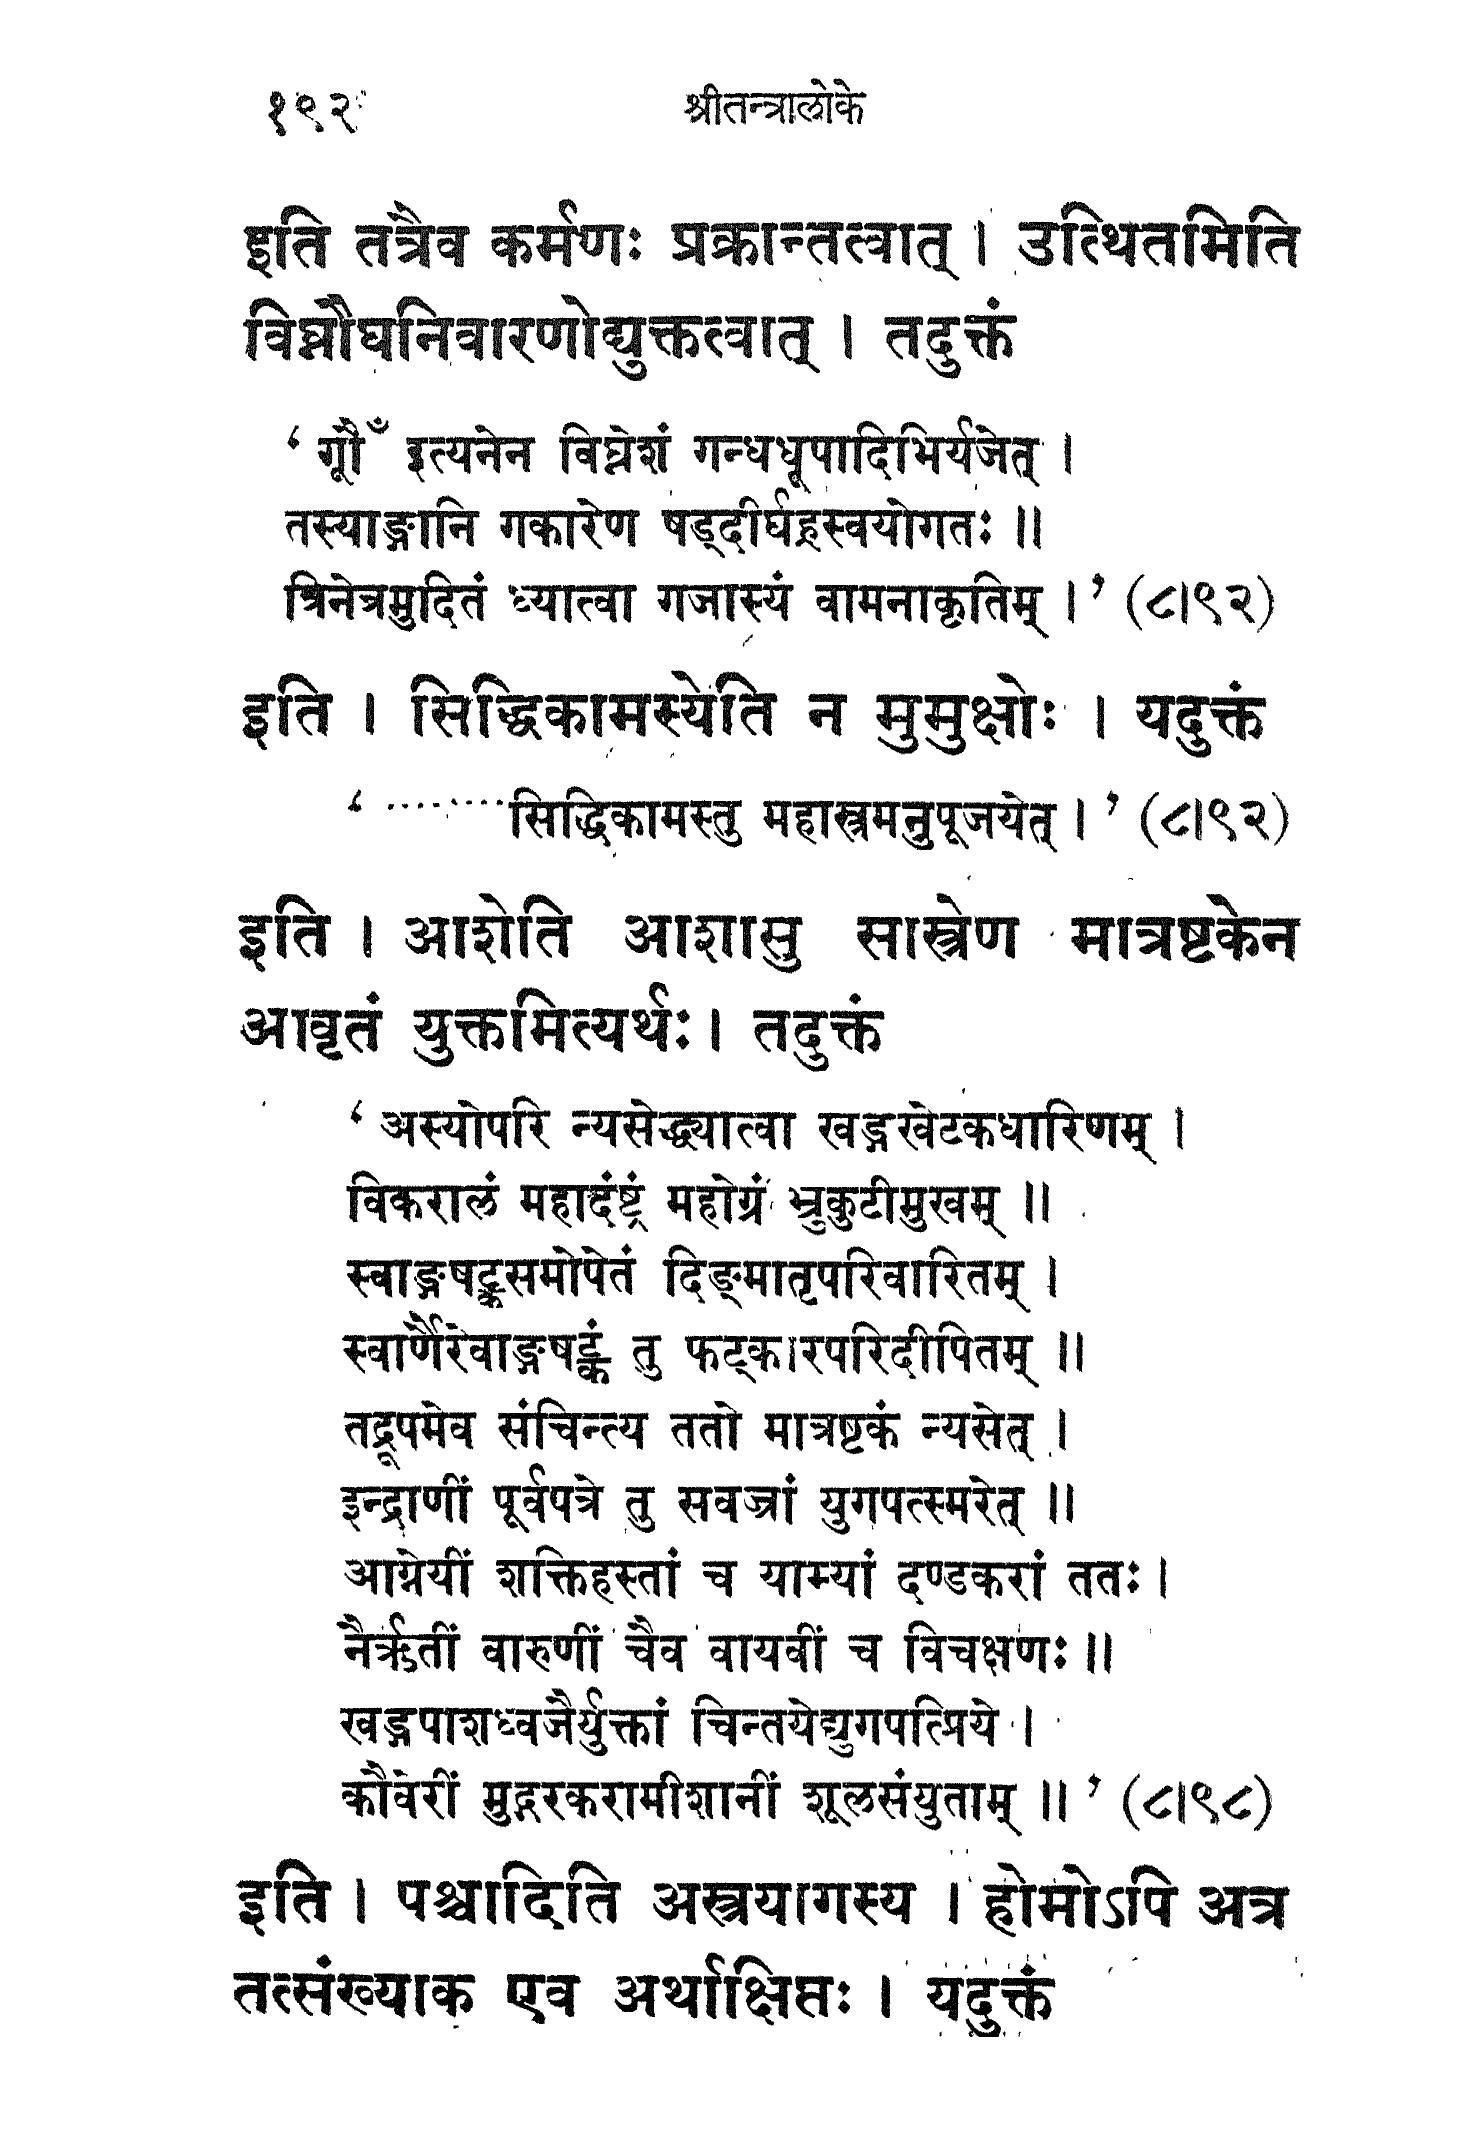 १९२ श्रीतन्त्रालोके
इति तत्रैव कर्मणः प्रक्रान्तत्वात् । उत्थितमिति
विघ्नौघनिवारणोद्युक्तत्वात् । तदुक्तं
‘ गूँौ इत्यनेन विघ्नेशं गन्धधूपादिभिर्यजेत् ।
तस्याङ्गानि गकारेण षड्दीर्घह्रस्वयोगतः ॥
त्रिनेत्रमुदितं ध्यात्वा गजास्यं वामनाकृतिम् । ’ (८।९२)
इति । सिद्धिकामस्येति न मुमुक्षोः । यदुक्तं
‘ ········सिद्धिकामस्तु महास्त्रमनुपूजयेत् । ’ (८।९२)
इति । आशेति आशासु सास्त्रेण मात्रष्टकेन
आवृतं युक्तमित्यर्थः । तदुक्तं
‘ अस्योपरि न्यसेद्ध्यात्वा खड्गखेटकधारिणम् ।
विकरालं महादंष्ट्रं महोग्रं भ्रुकुटीमुखम् ॥
स्वाङ्गषट्कसमोपेतं दिङ्मातृपरिवारितम् ।
स्वार्णैरेवाङ्गषट्कं तु फट्कारपरिदीपितम् ॥
तद्रूपमेव संचिन्त्य ततो मात्रष्टकं न्यसेत् ।
इन्द्राणीं पूर्वपत्रे तु सवज्रां युगपत्स्मरेत् ॥
आग्नेयीं शक्तिहस्तां च याम्यां दण्डकरां ततः ।
नैरृतीं वारुणीं चैव वायवीं च विचक्षणः ॥
खड्गपाशध्वजैर्युक्तां चिन्तयेद्युगपत्प्रिये ।
कौवेरीं मुद्गरकरामीशानीं शूलसंयुताम् ॥ ’ (८।९८)
इति । पश्चादिति अस्त्रयागस्य । होमोऽपि अत्र
तत्संख्याक एव अर्थाक्षिप्तः । यदुक्तं